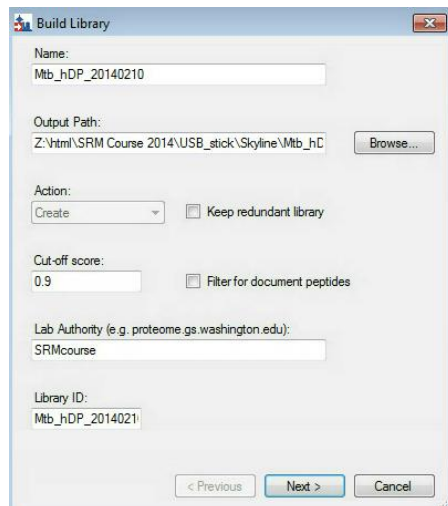 Build Library
Name:
Mtb_hDP_20140210
Output Path:
Z:\html\SRM Course 2014\USB_stick\Skyline\Mtb_hD
Browse...
Action:
Create
Keep redundant library
Cut-off score:
0.9
Filter for document peptides
Lab Authority (e.g. proteome.gs.washington.edu):
SRMcourse
Library ID:
Mtb_hDP_2014021
< Previous Next > Cancel